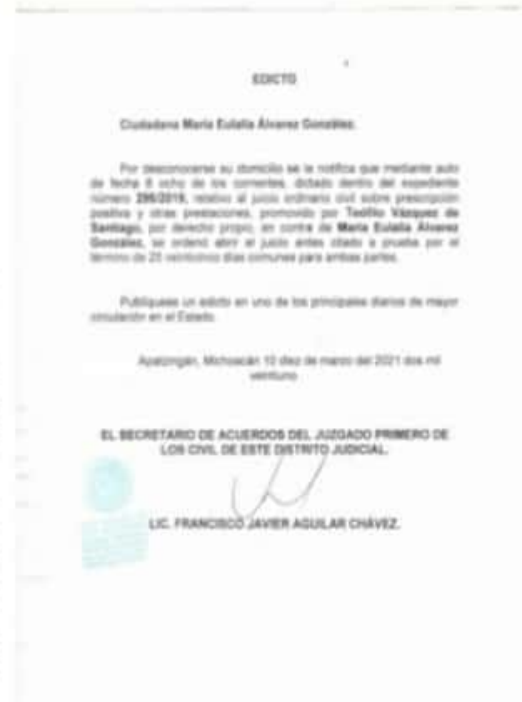 EDICTO
Ciudadana María Eulalia Álvarez González.
Por desconocerse su domicilio se le notifica que mediante auto
de fecha 8 ocho de los corrientes, dictado dentro del expediente
número 295/2019, relativo al juicio ordinario civil sobre prescripción
positiva y otras prestaciones, promovido por Teófilo Vázquez de
Santiago, por derecho propio, en contra de María Eulalia Álvarez
González, se ordenó abrir el juicio antes citado a prueba por el
término de 25 veinticinco días comunes para ambas partes.
Publíquese un edicto en uno de los principales diarios de mayor
circulación en el Estado.
Apatzingán, Michoacán 10 diez de marzo del 2021 dos mil
veintiuno.
EL SECRETARIO DE ACUERDOS DEL JUZGADO PRIMERO DE
LOS CIVIL DE ESTE DISTRITO JUDICIAL.
LIC. FRANCISCO JAVIER AGUILAR CHÁVEZ.